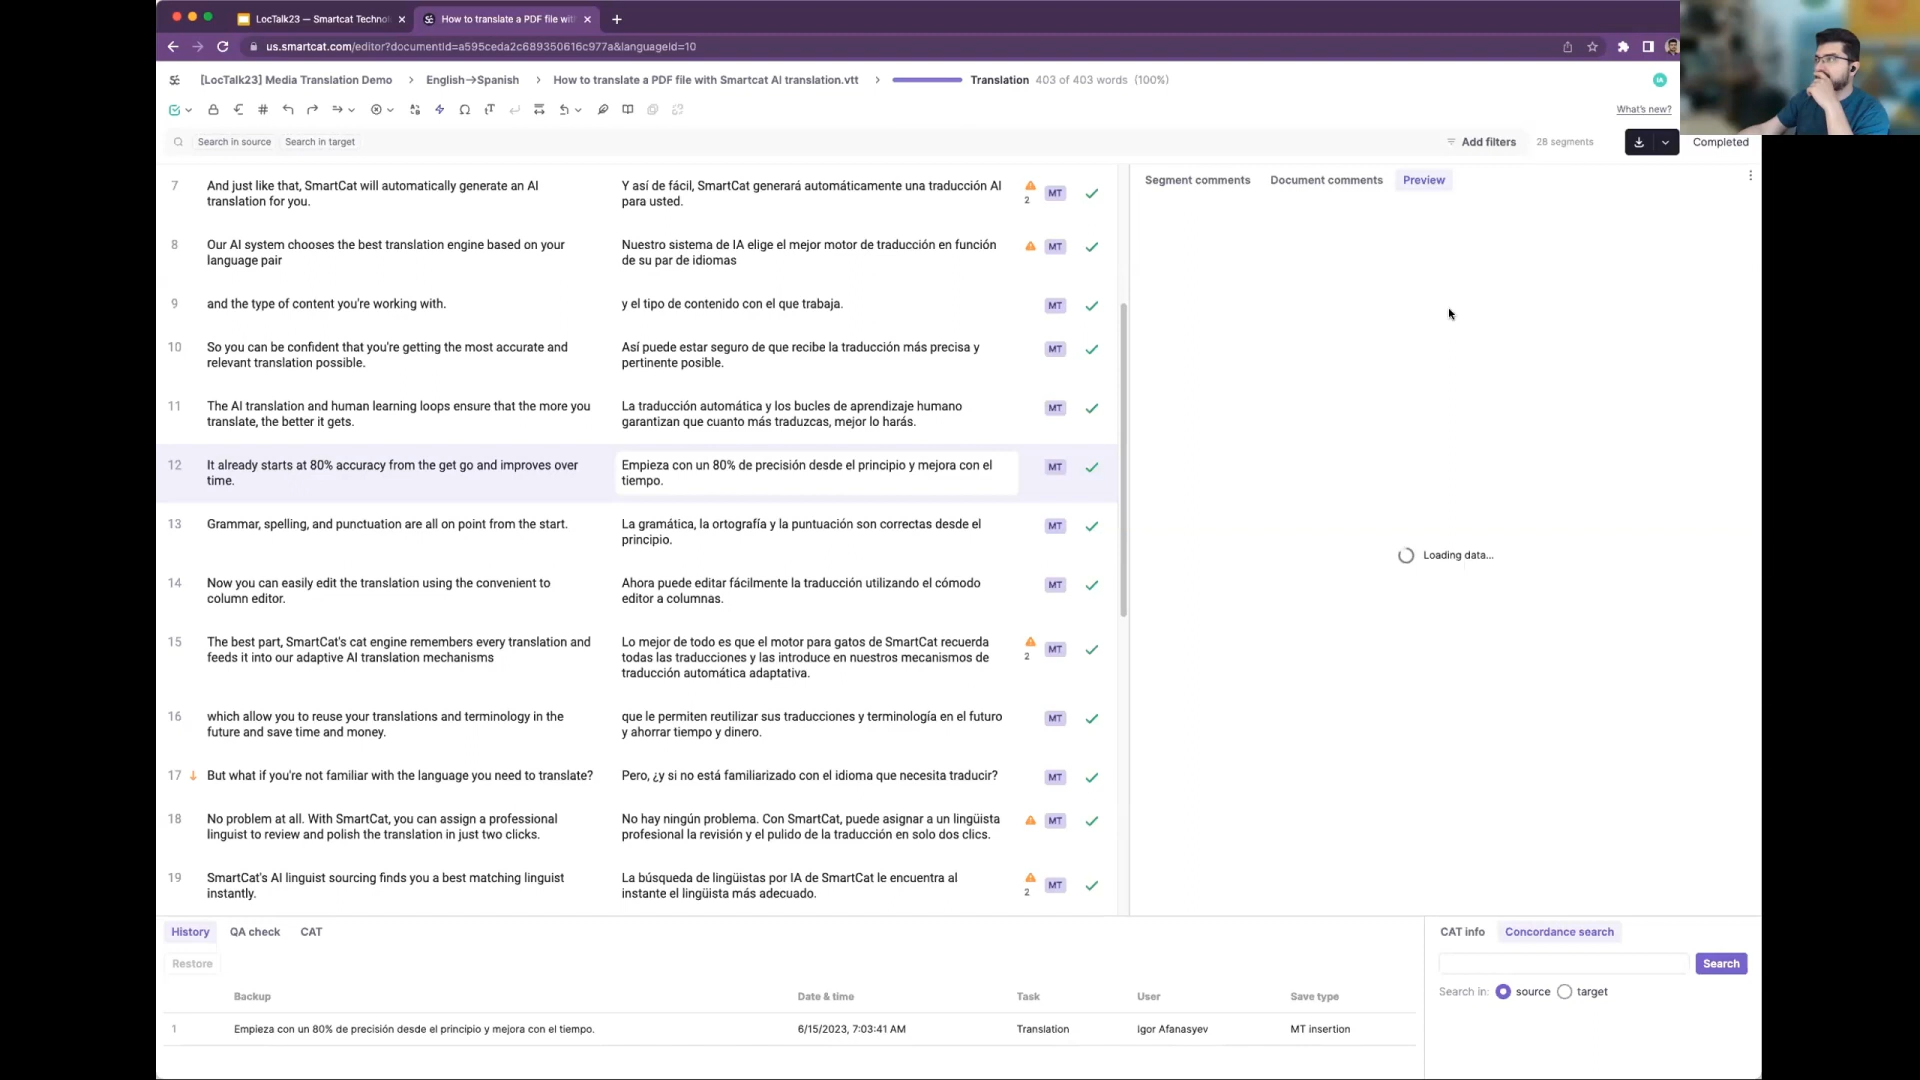 LocTalk23 — Smartcat Techno
How to translate a PDF file wit
us.smartcat.com/editor?documentId=a595ceda2c689350616c977a&languageId=10
[LocTalk23] Media Translation Demo
English→Spanish
How to translate a PDF file with Smartcat AI translation.vtt
Translation 403 of 403 words (100%)
IA
What's new?
Search in source
Search in target
Add filters
28 segments
Completed
7
And just like that, SmartCat will automatically generate an AI
translation for you.
Y así de fácil, SmartCat generará automáticamente una traducción AI
para usted.
2
MT
8
Our AI system chooses the best translation engine based on your
language pair
Nuestro sistema de IA elige el mejor motor de traducción en función
de su par de idiomas
MT
9
and the type of content you're working with.
y el tipo de contenido con el que trabaja.
MT
10
So you can be confident that you're getting the most accurate and
relevant translation possible.
Así puede estar seguro de que recibe la traducción más precisa y
pertinente posible.
MT
11
The AI translation and human learning loops ensure that the more you
translate, the better it gets.
La traducción automática y los bucles de aprendizaje humano
garantizan que cuanto más traduzcas, mejor lo harás.
MT
12
It already starts at 80% accuracy from the get go and improves over
time.
Empieza con un 80% de precisión desde el principio y mejora con el
tiempo.
MT
13
Grammar, spelling, and punctuation are all on point from the start.
La gramática, la ortografía y la puntuación son correctas desde el
principio.
MT
14
Now you can easily edit the translation using the convenient to
column editor.
Ahora puede editar fácilmente la traducción utilizando el cómodo
editor a columnas.
MT
15
The best part, SmartCat's cat engine remembers every translation and
feeds it into our adaptive AI translation mechanisms
Lo mejor de todo es que el motor para gatos de SmartCat recuerda
todas las traducciones y las introduce en nuestros mecanismos de
traducción automática adaptativa.
2
MT
16
which allow you to reuse your translations and terminology in the
future and save time and money.
que le permiten reutilizar sus traducciones y terminología en el futuro
y ahorrar tiempo y dinero.
MT
17
But what if you're not familiar with the language you need to translate?
Pero, ¿y si no está familiarizado con el idioma que necesita traducir?
MT
18
No problem at all. With SmartCat, you can assign a professional
linguist to review and polish the translation in just two clicks.
No hay ningún problema. Con SmartCat, puede asignar a un lingüista
profesional la revisión y el pulido de la traducción en solo dos clics.
MT
19
SmartCat's AI linguist sourcing finds you a best matching linguist
instantly.
La búsqueda de lingüistas por IA de SmartCat le encuentra al
instante el lingüista más adecuado.
2
MT
Segment comments
Document comments
Preview
Loading data...
History
QA check
CAT
Restore
Backup
Date & time
Task
User
Save type
1
Empieza con un 80% de precisión desde el principio y mejora con el tiempo.
6/15/2023, 7:03:41 AM
Translation
Igor Afanasyev
MT insertion
CAT info
Concordance search
Search
Search in: source target